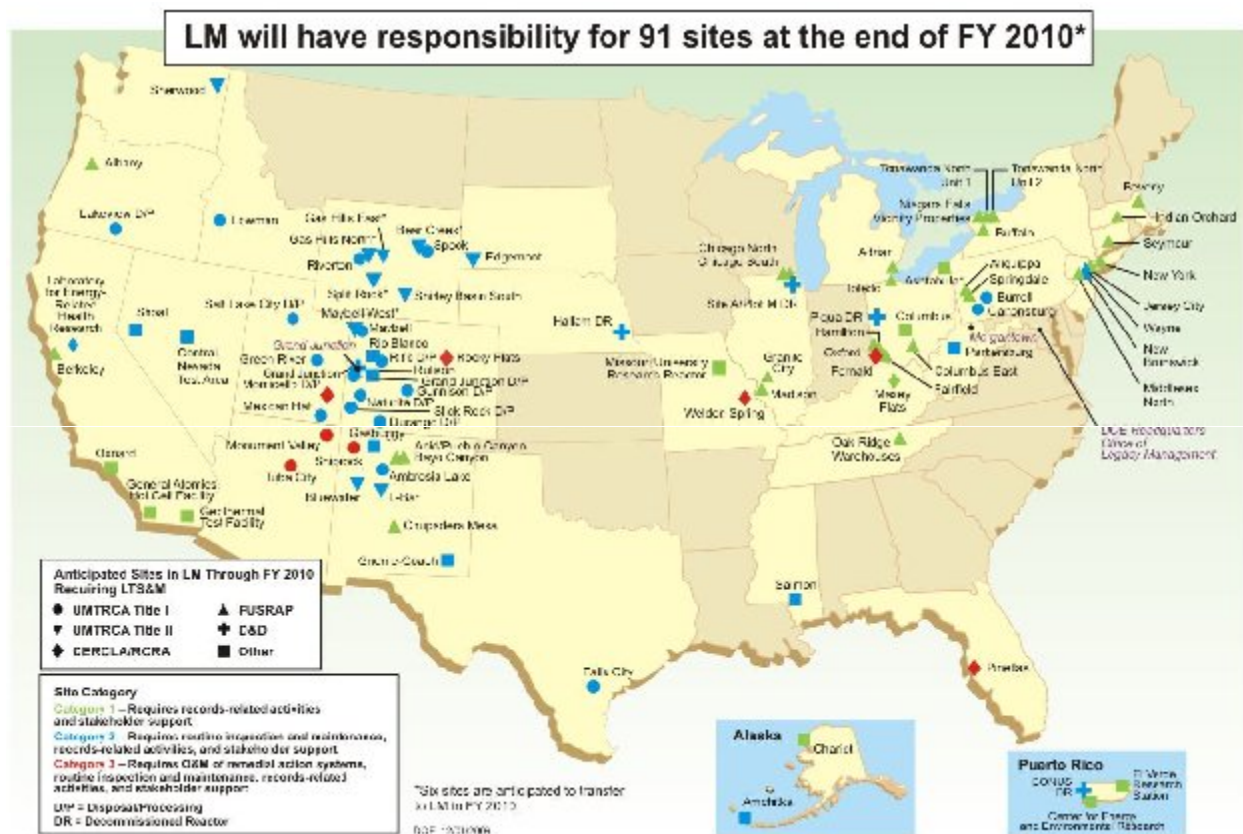 LM will have responsibility for 91 sites at the end of FY 2010*
Sherwood
Albany
Lakeview D/P
Lowman
Gas Hills East*
Gas Hills North*
Bear Creek*
Spook
Riverton
Edgemont
Split Rock*
Shirley Basin South
Laboratory
for Energy-
Related
Health
Research
Berkeley
Shoal
Central
Nevada
Test Area
Salt Lake City D/P
Maybell West*
Maybell
Grand Junction
Rio Blanco
Green River
Rifle D/P
Rocky Flats
Rulison
Grand Junction
Grand Junction D/P
Monticello D/P
Gunnison D/P
Mexican Hat
Naturita D/P
Slick Rock D/P
Durango D/P
Monument Valley
Gasbuggy
Shiprock
Acid/Pueblo Canyon
Bayo Canyon
Tuba City
Ambrosia Lake
Bluewater
L-Bar
Chupadera Mesa
Gnome-Coach
Oxnard
General Atomics
Hot Cell Facility
Geothermal
Test Facility
Hallam DR
Chicago North
Chicago South
Site A/Plot M DR
Missouri University
Research Reactor
Granite
City
Madison
Weldon Spring
Tonawanda North
Unit 1
Tonawanda North
Unit 2
Niagara Falls
Vicinity Properties
Buffalo
Beverly
Indian Orchard
Seymour
New York
Jersey City
Wayne
New
Brunswick
Middlesex
North
Adrian
Toledo
Ashtabula
Aliquippa
Springdale
Burrell
Canonsburg
Piqua DR
Columbus
Hamilton
Morgantown
Oxford
Parkersburg
Fernald
Columbus East
Fairfield
Maxey
Flats
DOE Headquarters
Office of
Legacy Management
Oak Ridge
Warehouses
Salmon
Falls City
Pinellas
Anticipated Sites in LM Through FY 2010
Requiring LTS&M
UMTRCA Title I
FUSRAP
UMTRCA Title II
D&D
CERCLA/RCRA
Other
Site Category
Category 1 – Requires records-related activities
and stakeholder support
Category 2 – Requires routine inspection and maintenance,
records-related activities, and stakeholder support
Category 3 – Requires O&M of remedial action systems,
routine inspection and maintenance, records-related
activities, and stakeholder support
D/P = Disposal/Processing
DR = Decommissioned Reactor
*Six sites are anticipated to transfer
to LM in FY 2010
Alaska
Chariot
Amchitka
Puerto Rico
BONUS
DR
El Verde
Research
Station
Center for Energy
and Environmental Research